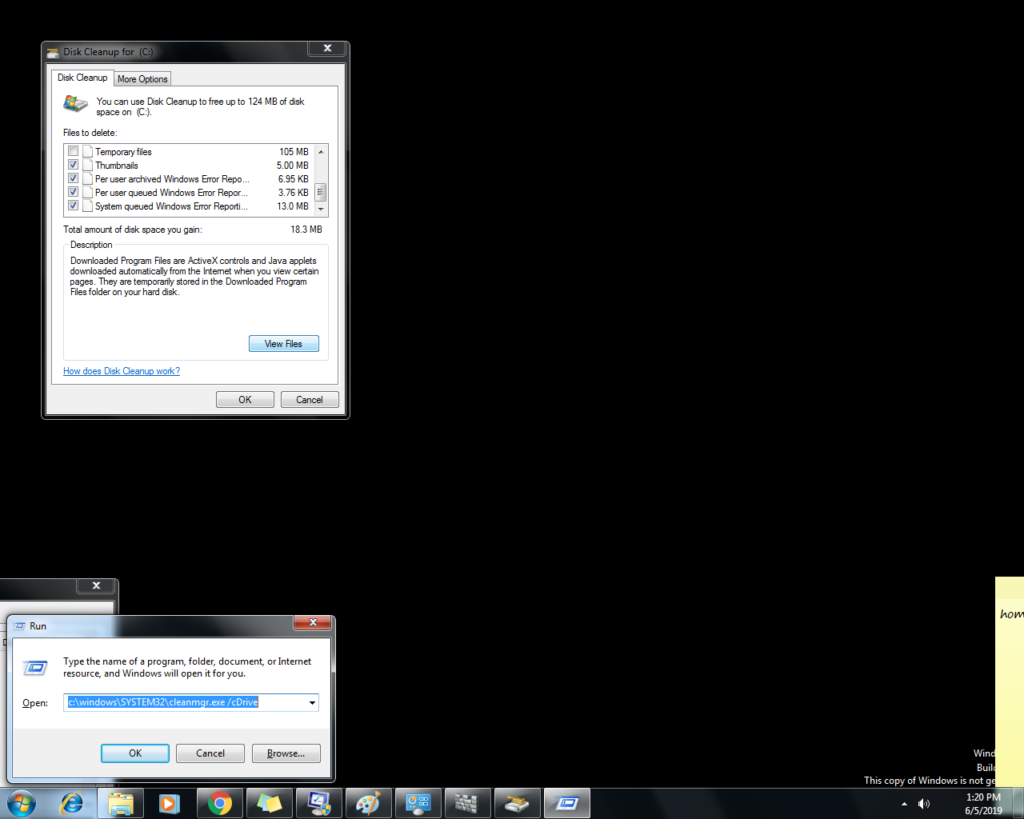 Disk Cleanup for (C:)
Disk Cleanup
More Options
You can use Disk Cleanup to free up to 124 MB of disk
space on (C:).
Files to delete:
Temporary files 105 MB
Thumbnails 5.00 MB
Per user archived Windows Error Repo... 6.95 KB
Per user queued Windows Error Repor... 3.76 KB
System queued Windows Error Reporti... 13.0 MB
Total amount of disk space you gain: 18.3 MB
Description
Downloaded Program Files are ActiveX controls and Java applets
downloaded automatically from the Internet when you view certain
pages. They are temporarily stored in the Downloaded Program
Files folder on your hard disk.
View Files
How does Disk Cleanup work?
OK
Cancel
hom
Run
Type the name of a program, folder, document, or Internet
resource, and Windows will open it for you.
Open: c:\windows\SYSTEM32\cleanmgr.exe /cDrive
OK
Cancel
Browse...
Wind
Build
This copy of Windows is not ge
1:20 PM
6/5/2019